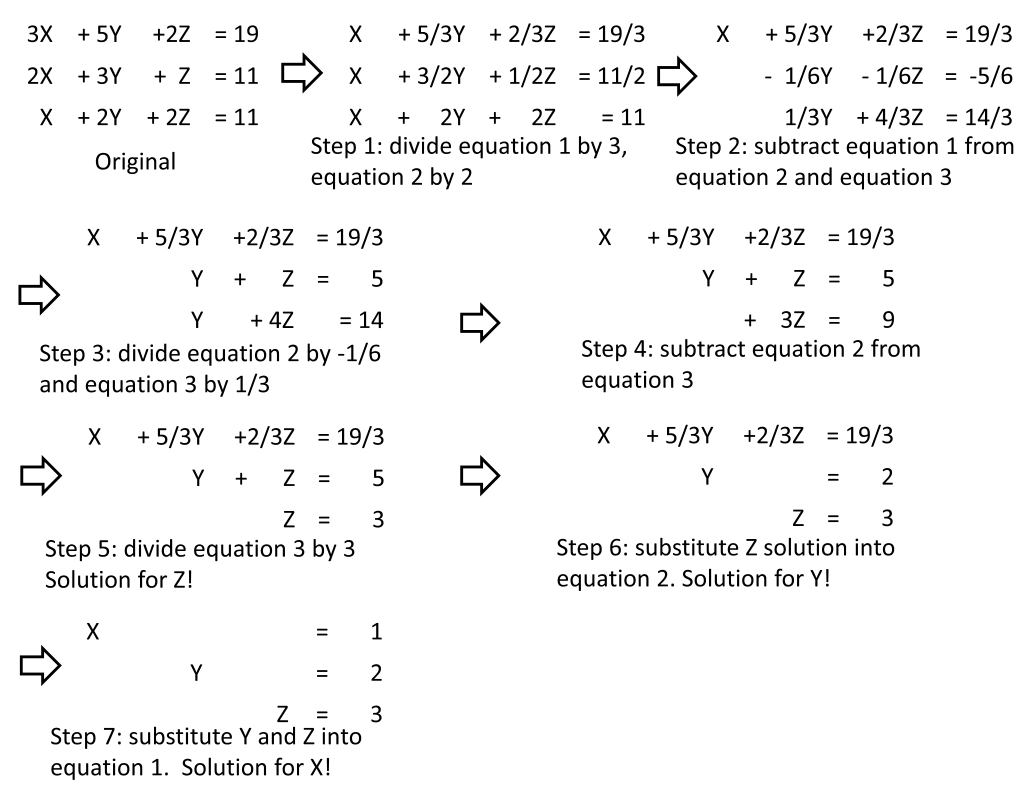 3X + 5Y +2Z = 19
2X + 3Y + Z = 11
X + 2Y + 2Z = 11
Original
X + 5/3Y + 2/3Z = 19/3
X + 3/2Y + 1/2Z = 11/2
X + 2Y + 2Z = 11
Step 1: divide equation 1 by 3,
equation 2 by 2
X + 5/3Y +2/3Z = 19/3
- 1/6Y - 1/6Z = -5/6
1/3Y + 4/3Z = 14/3
Step 2: subtract equation 1 from
equation 2 and equation 3
X + 5/3Y +2/3Z = 19/3
Y + Z = 5
Y + 4Z = 14
Step 3: divide equation 2 by -1/6
and equation 3 by 1/3
X + 5/3Y +2/3Z = 19/3
Y + Z = 5
+ 3Z = 9
Step 4: subtract equation 2 from
equation 3
X + 5/3Y +2/3Z = 19/3
Y + Z = 5
Z = 3
Step 5: divide equation 3 by 3
Solution for Z!
X + 5/3Y +2/3Z = 19/3
Y = 2
Z = 3
Step 6: substitute Z solution into
equation 2. Solution for Y!
X = 1
Y = 2
Z = 3
Step 7: substitute Y and Z into
equation 1. Solution for X!